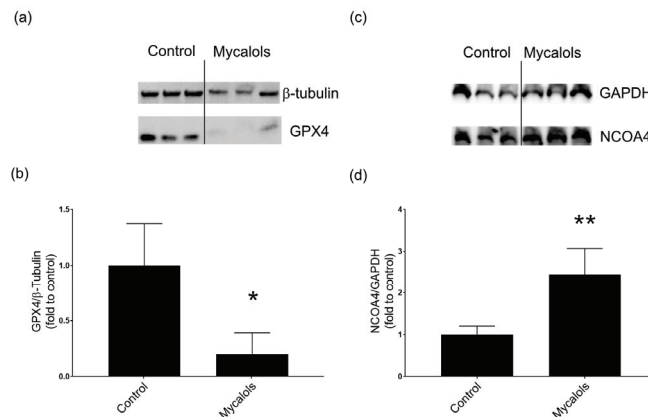 (a)
Control Mycalols
β-tubulin
GPX4
(b)
GPX4/β-Tubulin
(fold to control)
1.5
1.0
0.5
0.0
*
Control
Mycalols
(c)
Control Mycalols
GAPDH
NCOA4
(d)
NCOA4/GAPDH
(fold to control)
4
3
2
1
0
**
Control
Mycalols